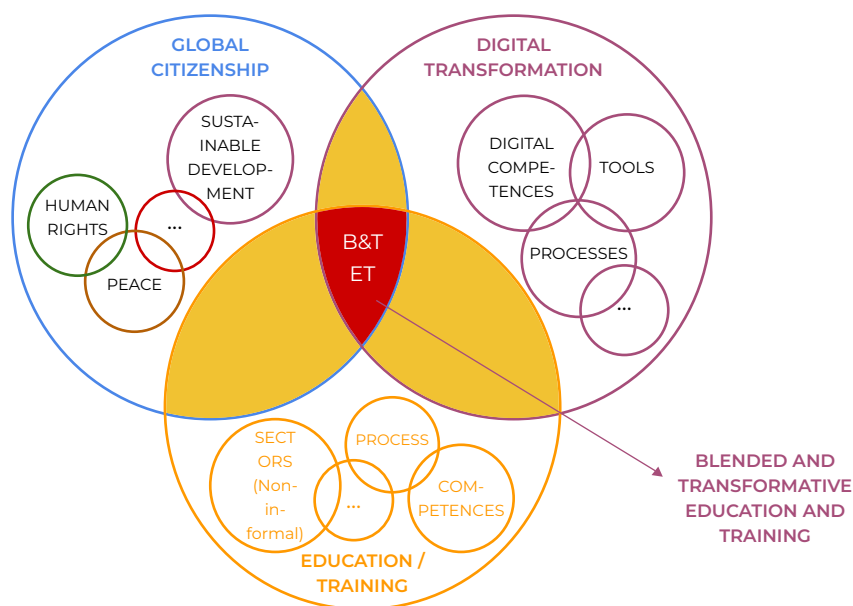 GLOBAL
CITIZENSHIP
DIGITAL
TRANSFORMATION
SUSTA-
INABLE
DEVELOP-
MENT
HUMAN
RIGHTS
...
PEACE
DIGITAL
COMPE-
TENCES
TOOLS
PROCESSES
...
B&T
ET
SECT
ORS
(Non-
in-
formal)
PROCESS
...
COM-
PETENCES
EDUCATION /
TRAINING
BLENDED AND
TRANSFORMATIVE
EDUCATION AND
TRAINING